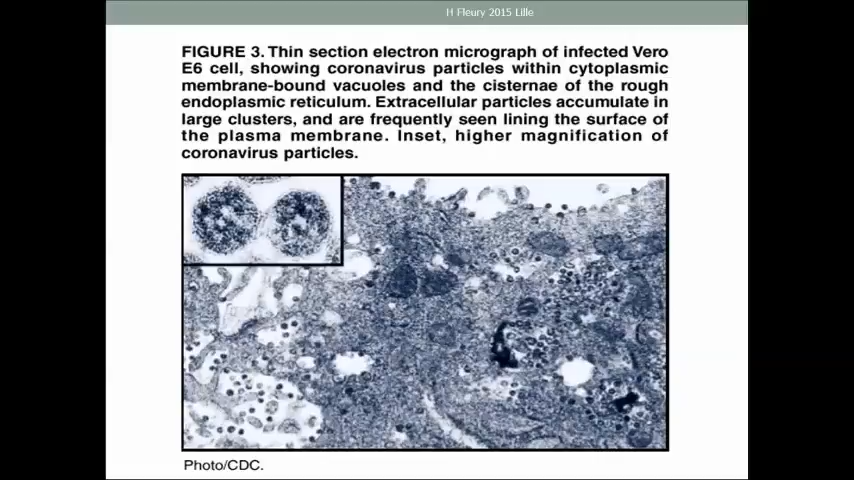 H Fleury 2015 Lille
FIGURE 3. Thin section electron micrograph of infected Vero
E6 cell, showing coronavirus particles within cytoplasmic
membrane-bound vacuoles and the cisternae of the rough
endoplasmic reticulum. Extracellular particles accumulate in
large clusters, and are frequently seen lining the surface of
the plasma membrane. Inset, higher magnification of
coronavirus particles.
Photo/CDC.